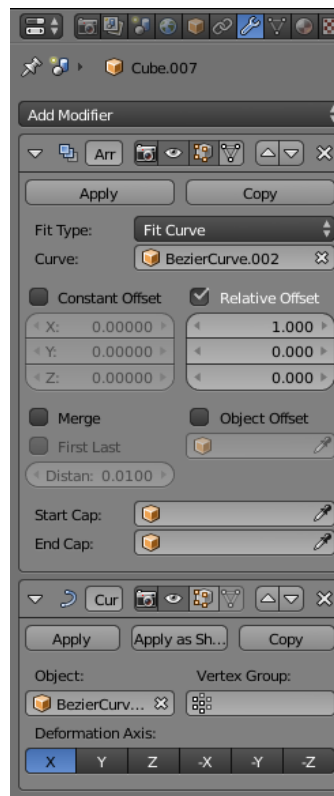 Cube.007
Add Modifier
Arr
Apply Copy
Fit Type: Fit Curve
Curve: BezierCurve.002
Constant Offset Relative Offset
X: 0.00000 1.000
Y: 0.00000 0.000
Z: 0.00000 0.000
Merge Object Offset
First Last
Distan: 0.0100
Start Cap:
End Cap:
Cur
Apply Apply as Sh... Copy
Object: Vertex Group:
BezierCurv...
Deformation Axis:
X Y Z -X -Y -Z